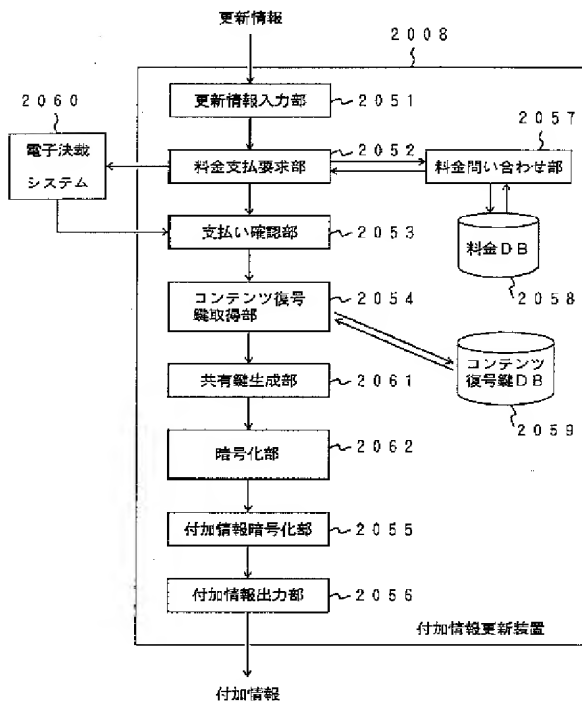 更新情報
2008
更新情報入力部
2051
2060
電子決裁
システム
料金支払要求部
2052
2057
料金問い合わせ部
支払い確認部
2053
料金DB
2058
コンテンツ復号
鍵取得部
2054
コンテンツ
復号鍵DB
2059
共有鍵生成部
2061
暗号化部
2062
付加情報暗号化部
2055
付加情報出力部
2056
付加情報更新装置
付加情報